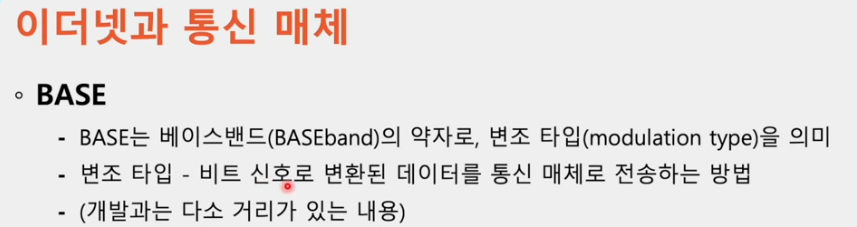 이더넷과 통신 매체
◦ BASE
- BASE는 베이스밴드(BASEband)의 약자로, 변조 타입(modulation type)을 의미
- 변조 타입 - 비트 신호로 변환된 데이터를 통신 매체로 전송하는 방법
- (개발과는 다소 거리가 있는 내용)